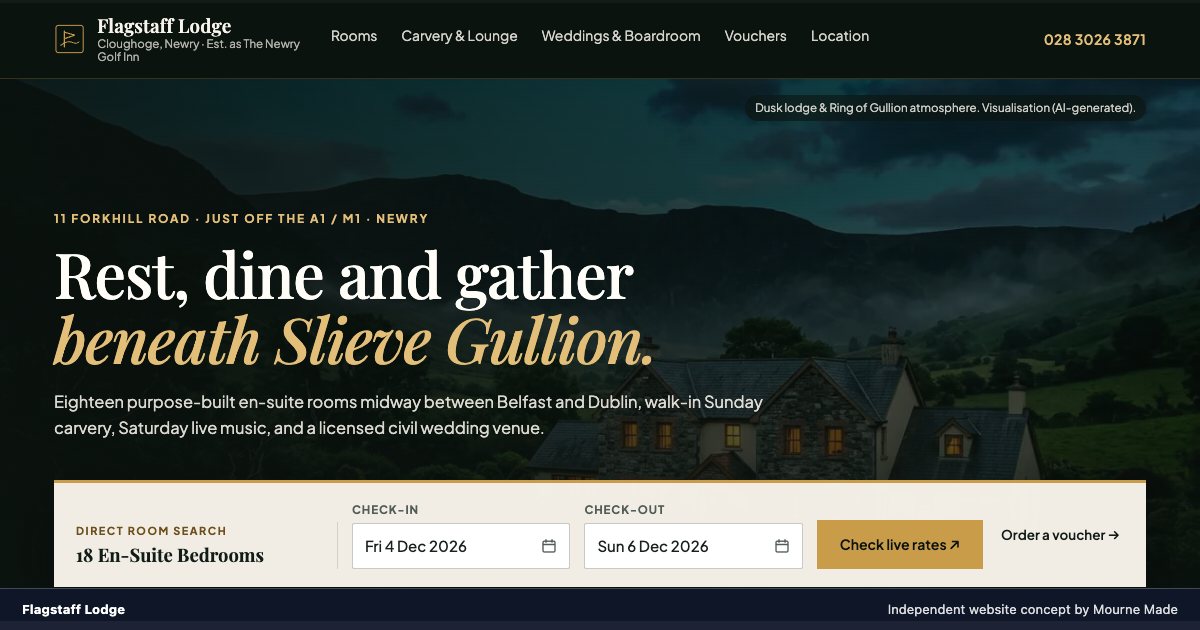 Flagstaff Lodge
Cloughoge, Newry · Est. as The Newry
Golf Inn
Rooms
Carvery & Lounge
Weddings & Boardroom
Vouchers
Location
028 3026 3871
Dusk lodge & Ring of Gullion atmosphere. Visualisation (AI-generated).
11 FORKHILL ROAD · JUST OFF THE A1 / M1 · NEWRY
Rest, dine and gather
beneath Slieve Gullion.
Eighteen purpose-built en-suite rooms midway between Belfast and Dublin, walk-in Sunday
carvery, Saturday live music, and a licensed civil wedding venue.
DIRECT ROOM SEARCH
18 En-Suite Bedrooms
CHECK-IN
Fri 4 Dec 2026
CHECK-OUT
Sun 6 Dec 2026
Check live rates ↗
Order a voucher →
Flagstaff Lodge
Independent website concept by Mourne Made